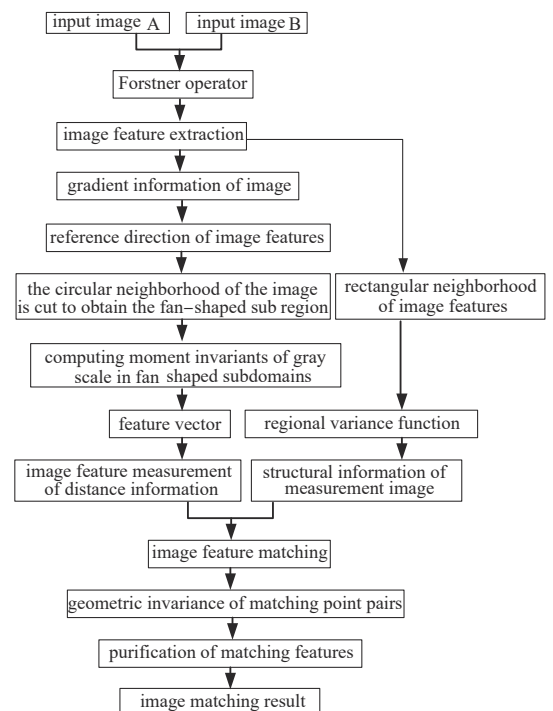 input image A
input image B
Forstner operator
image feature extraction
gradient information of image
reference direction of image features
the circular neighborhood of the image
is cut to obtain the fan−shaped sub region
rectangular neighborhood
of image features
computing moment invariants of gray
scale in fan shaped subdomains
feature vector
regional variance function
image feature measurement
of distance information
structural information of
measurement image
image feature matching
geometric invariance of matching point pairs
purification of matching features
image matching result